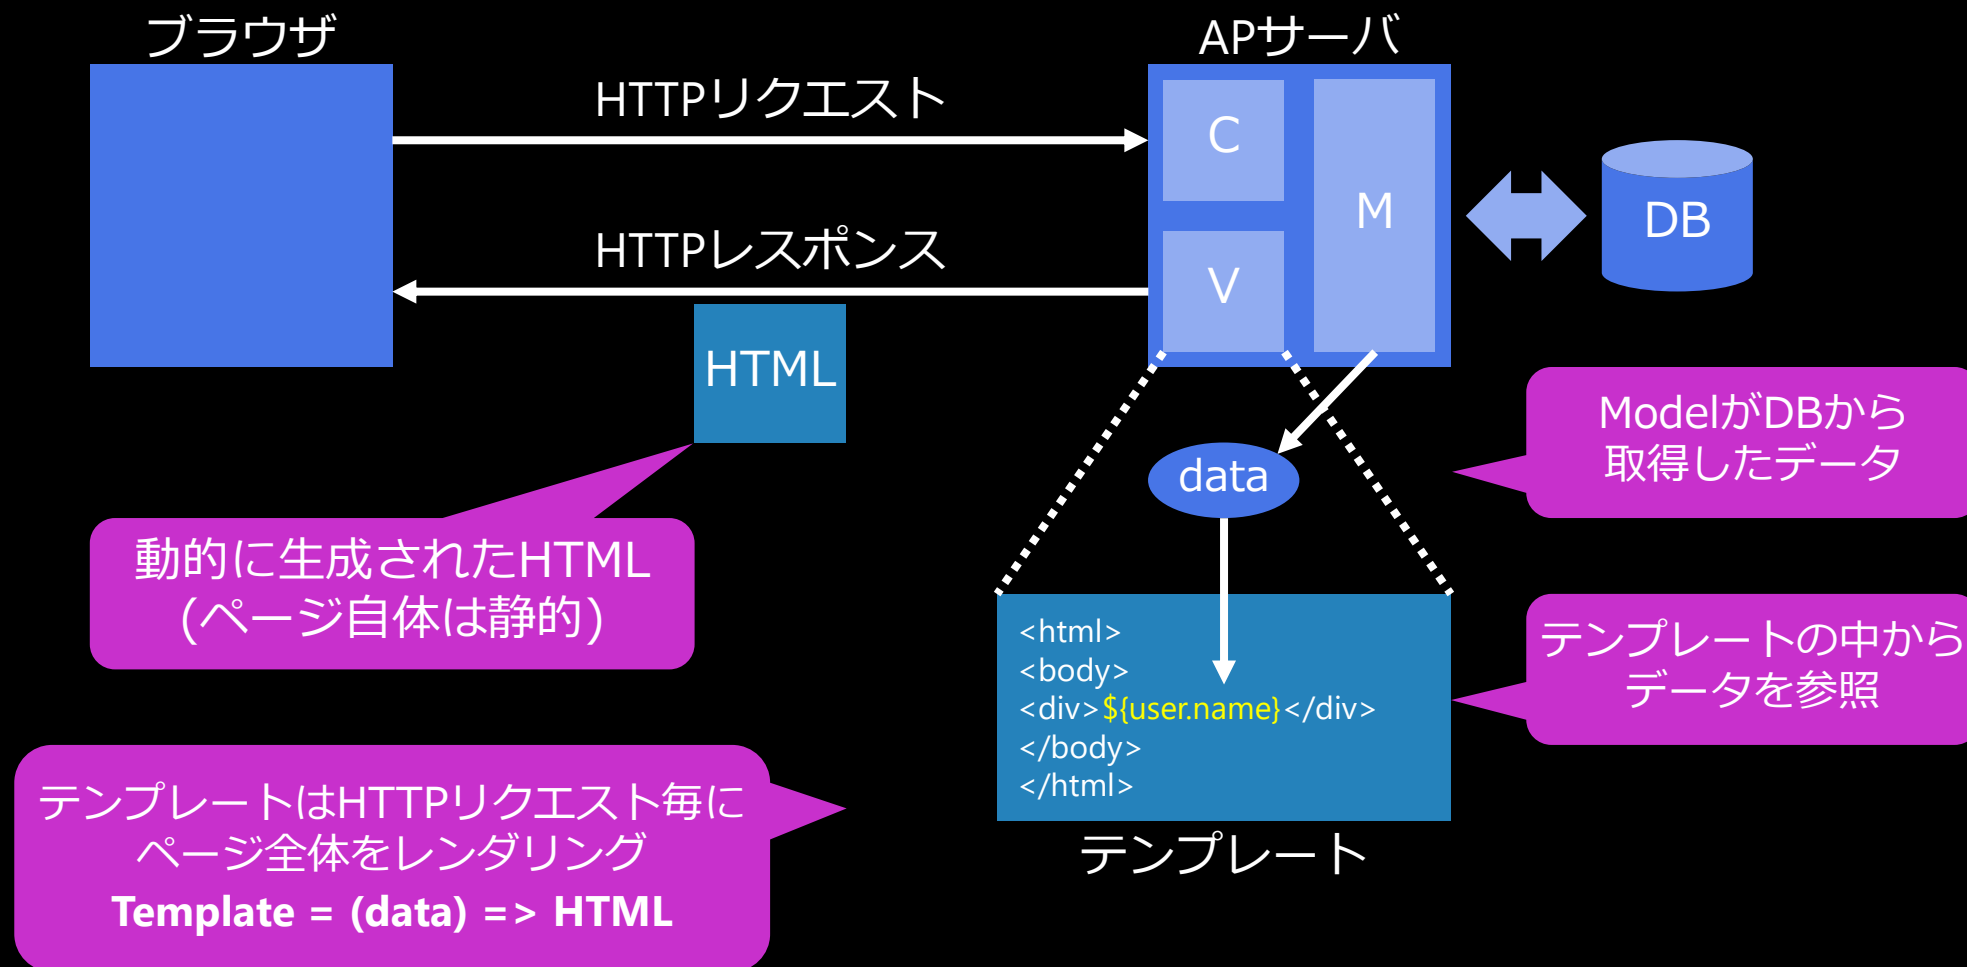 ブラウザ
APサーバ
HTTPリクエスト
C
M
DB
HTTPレスポンス
V
HTML
ModelがDBから
取得したデータ
data
動的に生成されたHTML
(ページ自体は静的)
<html>
<body>
<div>${user.name}</div>
</body>
</html>
テンプレートの中から
データを参照
テンプレート
テンプレートはHTTPリクエスト毎に
ページ全体をレンダリング
Template = (data) => HTML